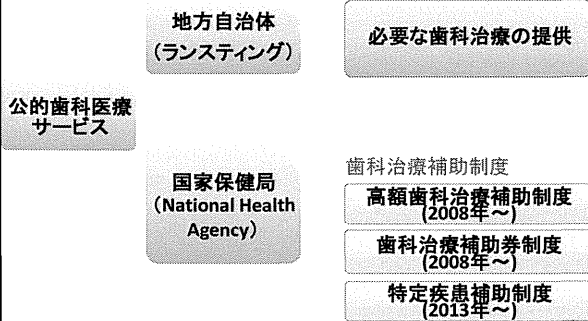 地方自治体
（ランスティング）
必要な歯科治療の提供
公的歯科医療
サービス
国家保健局
（National Health
Agency）
歯科治療補助制度
高額歯科治療補助制度
(2008年～)
歯科治療補助券制度
(2008年～)
特定疾患補助制度
(2013年～)